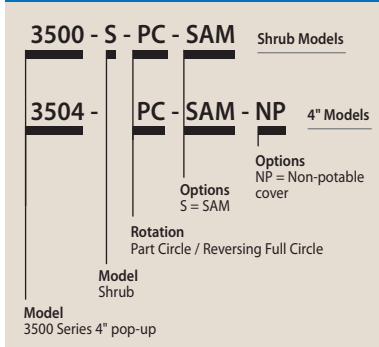 3500 - S - PC - SAM Shrub Models
3504 - PC - SAM - NP 4" Models
Options
NP = Non-potable
cover
Options
S = SAM
Rotation
Part Circle / Reversing Full Circle
Model
Shrub
Model
3500 Series 4" pop-up